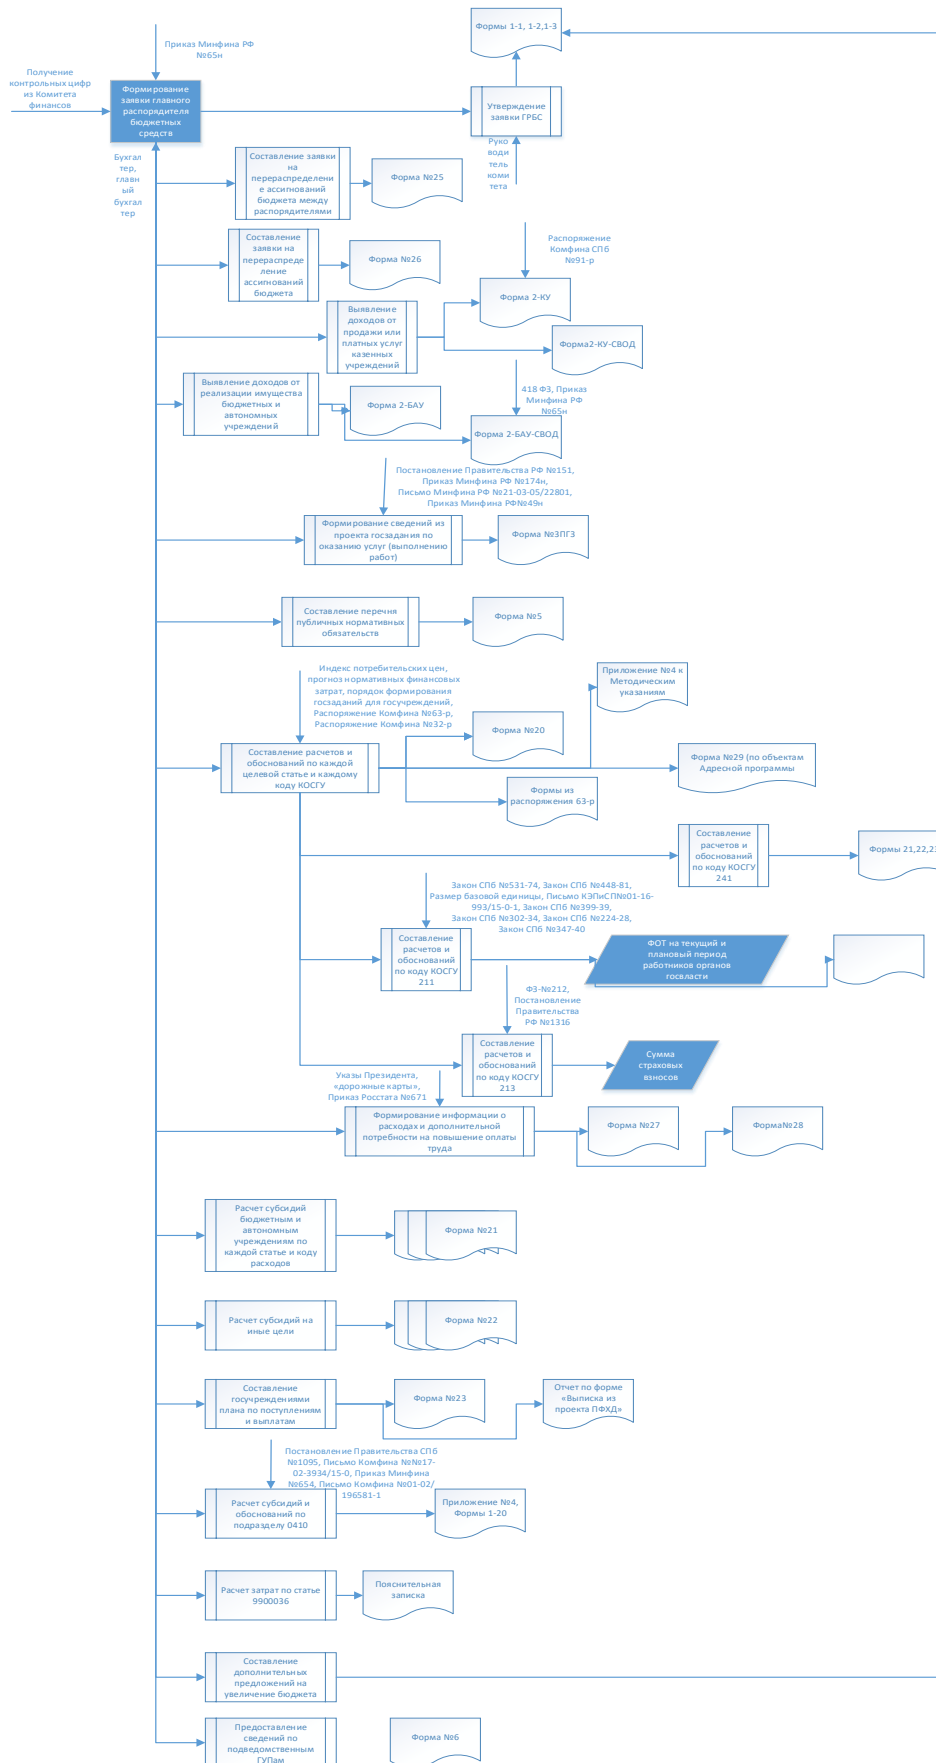 Формы 1-1, 1-2,1-3
Приказ Минфина РФ
№65н
Получение
контрольных цифр
из Комитета
финансов
Формирование
заявки главного
распорядителя
бюджетных
средств
Утверждение
заявки ГРБС
Руко
води
тель
коми
тета
Бухгал
тер,
главн
ый
бухгал
тер
Составление заявки
на
перераспределени
е ассигнований
бюджета между
распорядителями
Форма №25
Составление
заявки на
перераспреде
ление
ассигнований
бюджета
Форма №26
Распоряжение
Комфина СПб
№91-р
Форма 2-КУ
Выявление
доходов от
продажи или
платных услуг
казенных
учреждений
Форма2-КУ-СВОД
Выявление доходов от
реализации имущества
бюджетных и
автономных
учреждений
Форма 2-БАУ
418 ФЗ, Приказ
Минфина РФ
№65н
Форма 2-БАУ-СВОД
Постановление Правительства РФ №151,
Приказ Минфина РФ №174н,
Письмо Минфина РФ №21-03-05/22801,
Приказ Минфина РФ№49н
Формирование сведений из
проекта госзадания по
оказанию услуг (выполнению
работ)
Форма №ЗПГЗ
Составление перечня
публичных нормативных
обязательств
Форма №5
Индекс потребительских цен,
прогноз нормативных финансовых
затрат, порядок формирования
госзаданий для госучреждений,
Распоряжение Комфина №63-р,
Распоряжение Комфина №32-р
Приложение №4 к
Методическим
указаниям
Форма №20
Составление расчетов и
обоснований по каждой
целевой статье и каждому
коду КОСГУ
Форма №29 (по объектам
Адресной программы
Формы из
распоряжения 63-р
Составление
расчетов и
обоснований
по коду КОСГУ
241
Формы 21,22,23
Закон СПб №531-74, Закон СПб №448-81,
Размер базовой единицы, Письмо КЭПиСП№01-16-
993/15-0-1, Закон СПб №399-39,
Закон СПб №302-34, Закон СПб №224-28,
Закон СПб №347-40
Составление
расчетов и
обоснований
по коду КОСГУ
211
ФОТ на текущий и
плановый период
работников органов
госвласти
ФЗ-№212,
Постановление
Правительства
РФ №1316
Составление
расчетов и
обоснований
по коду КОСГУ
213
Сумма
страховых
взносов
Указы Президента,
«дорожные карты»,
Приказ Росстата №671
Формирование информации о
расходах и дополнительной
потребности на повышение оплаты
труда
Форма №27
Форма№28
Расчет субсидий
бюджетным и
автономным
учреждениям по
каждой статье и коду
расходов
Форма №21
Расчет субсидий на
иные цели
Форма №22
Составление
госучреждениями
плана по поступлениям
и выплатам
Форма №23
Отчет по форме
«Выписка из
проекта ПФХД»
Постановление Правительства СПб
№1095, Письмо Комфина №№17-
02-3934/15-0, Приказ Минфина
№654, Письмо Комфина №01-02/
196581-1
Расчет субсидий и
обоснований по
подразделу 0410
Приложение №4,
Формы 1-20
Расчет затрат по статье
9900036
Пояснительная
записка
Составление
дополнительных
предложений на
увеличение бюджета
Предоставление
сведений по
подведомственным
ГУПам
Форма №6